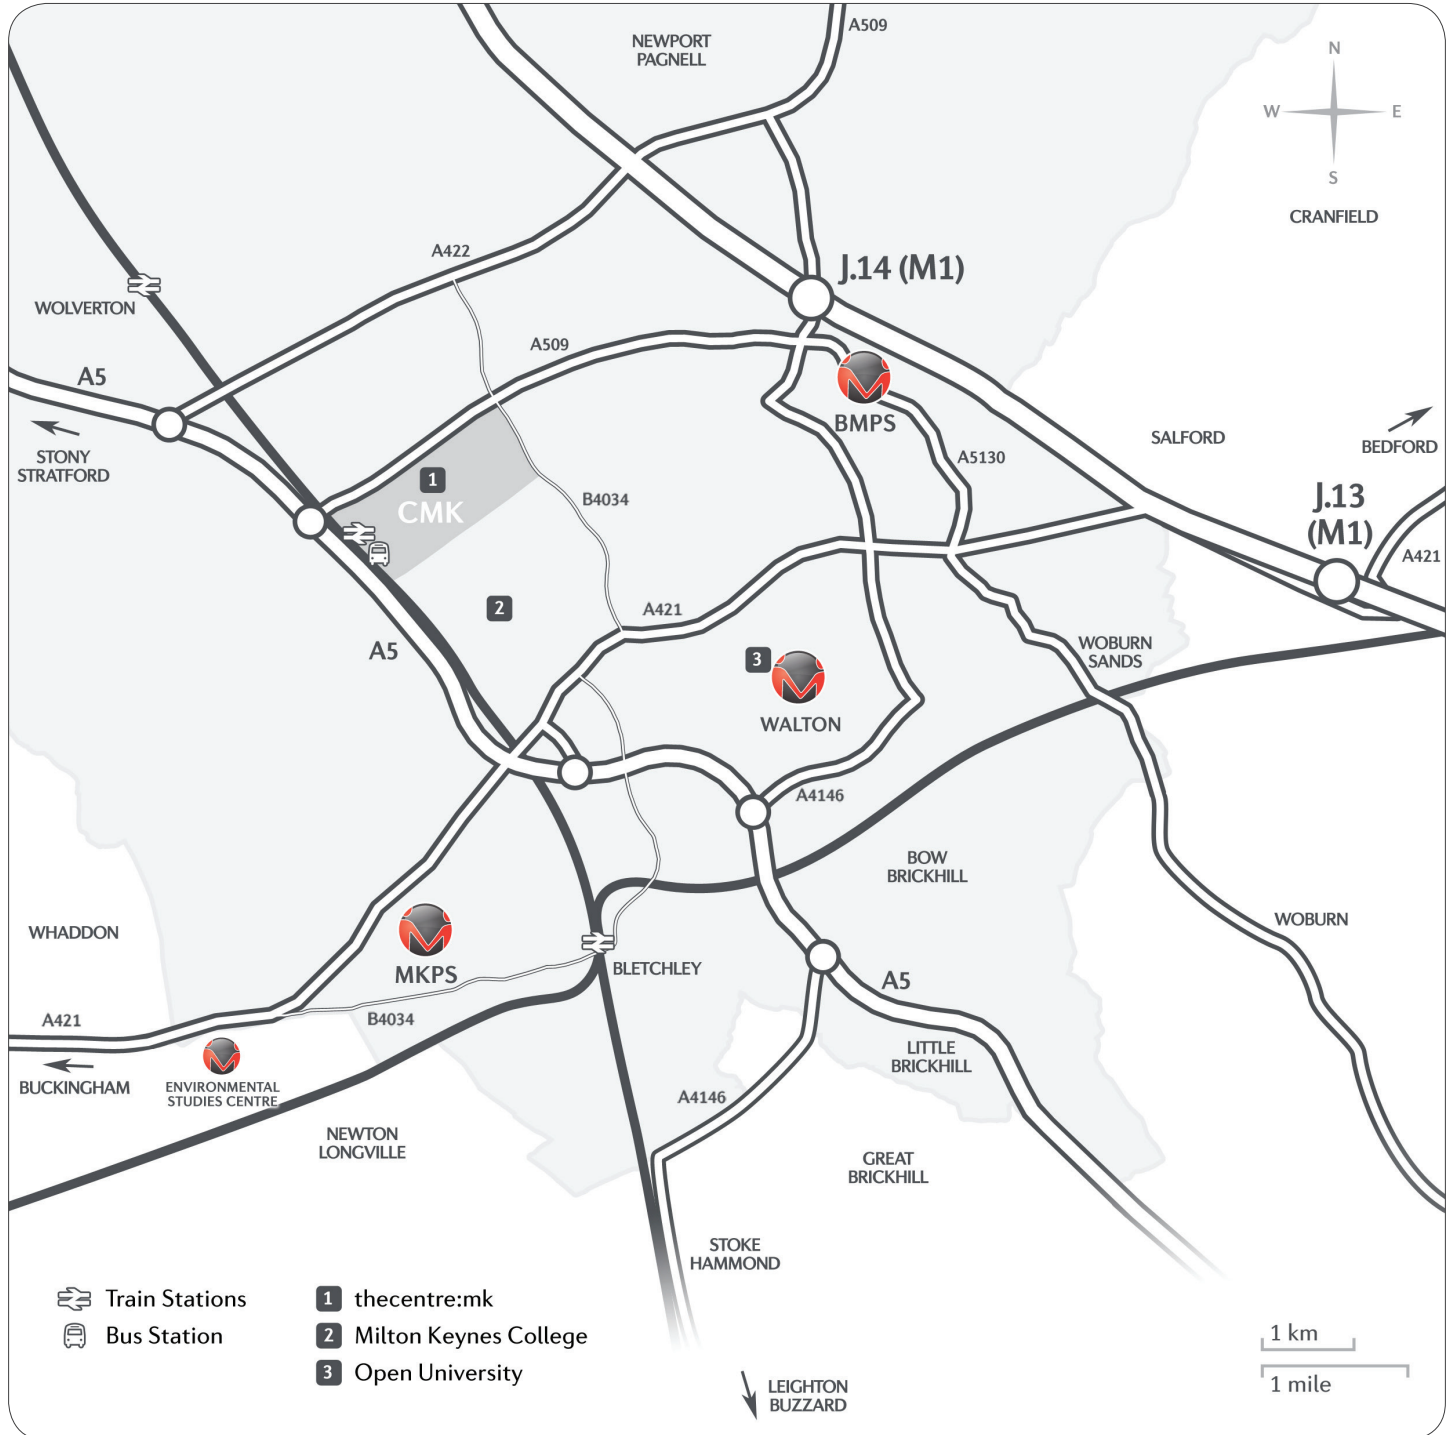 A509
NEWPORT
PAGNELL
N
W
E
S
CRANFIELD
A422
J.14 (M1)
WOLVERTON
A509
A5
BMPS
STONY
STRATFORD
SALFORD
BEDFORD
A5130
1
CMK
B4034
J.13
(M1)
A421
2
A421
A5
WOBURN
SANDS
3
WALTON
A4146
BOW
BRICKHILL
WHADDON
WOBURN
MKPS
BLETCHLEY
A5
A421
B4034
BUCKINGHAM
ENVIRONMENTAL
STUDIES CENTRE
LITTLE
BRICKHILL
A4146
NEWTON
LONGVILLE
GREAT
BRICKHILL
STOKE
HAMMOND
Train Stations
Bus Station
1 thecentre:mk
2 Milton Keynes College
3 Open University
1 km
1 mile
LEIGHTON
BUZZARD